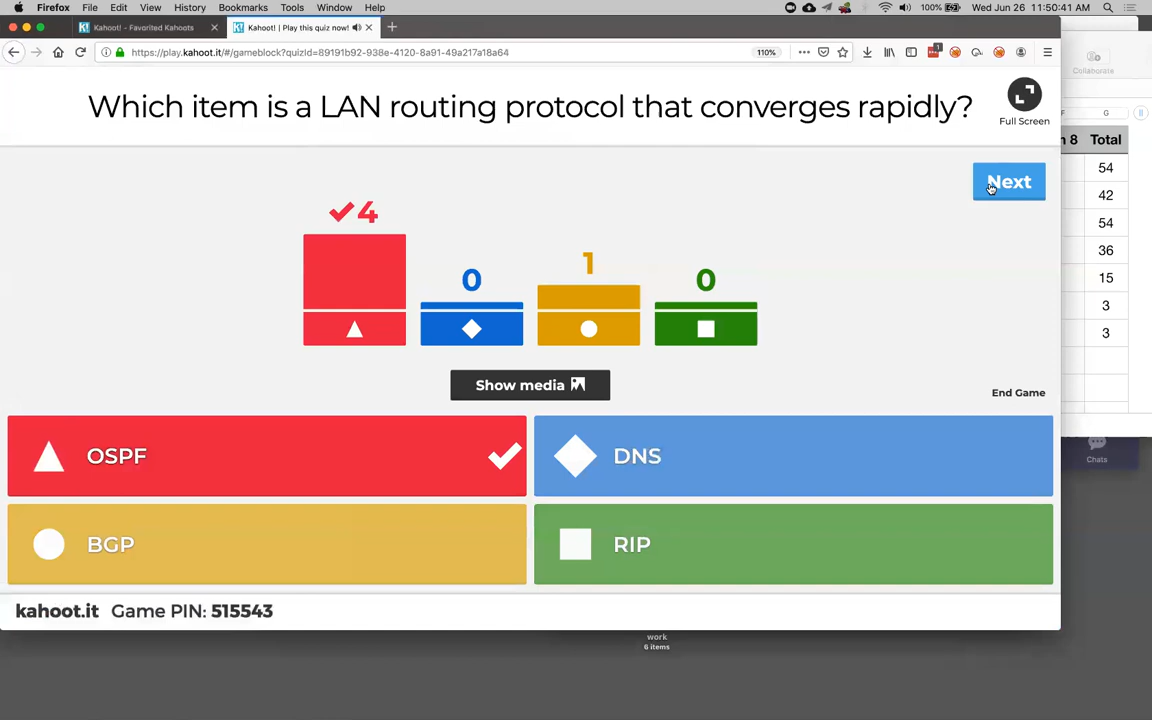 Firefox File Edit View History Bookmarks Tools Window Help 100% Wed Jun 26 11:50:41 AM
K! Kahoot! - Favorited Kahoots K! Kahoot! | Play this quiz now!
https://play.kahoot.it/#/gameblock?quizId=89191b92-938e-4120-8a91-49a217a18a64 110% 1
Collaborate
Which item is a LAN routing protocol that converges rapidly?
Full Screen
G
8 Total
54
42
54
36
15
3
3
Next
4
0
1
0
Show media
End Game
OSPF
DNS
BGP
RIP
Chats
kahoot.it Game PIN: 515543
work
6 items